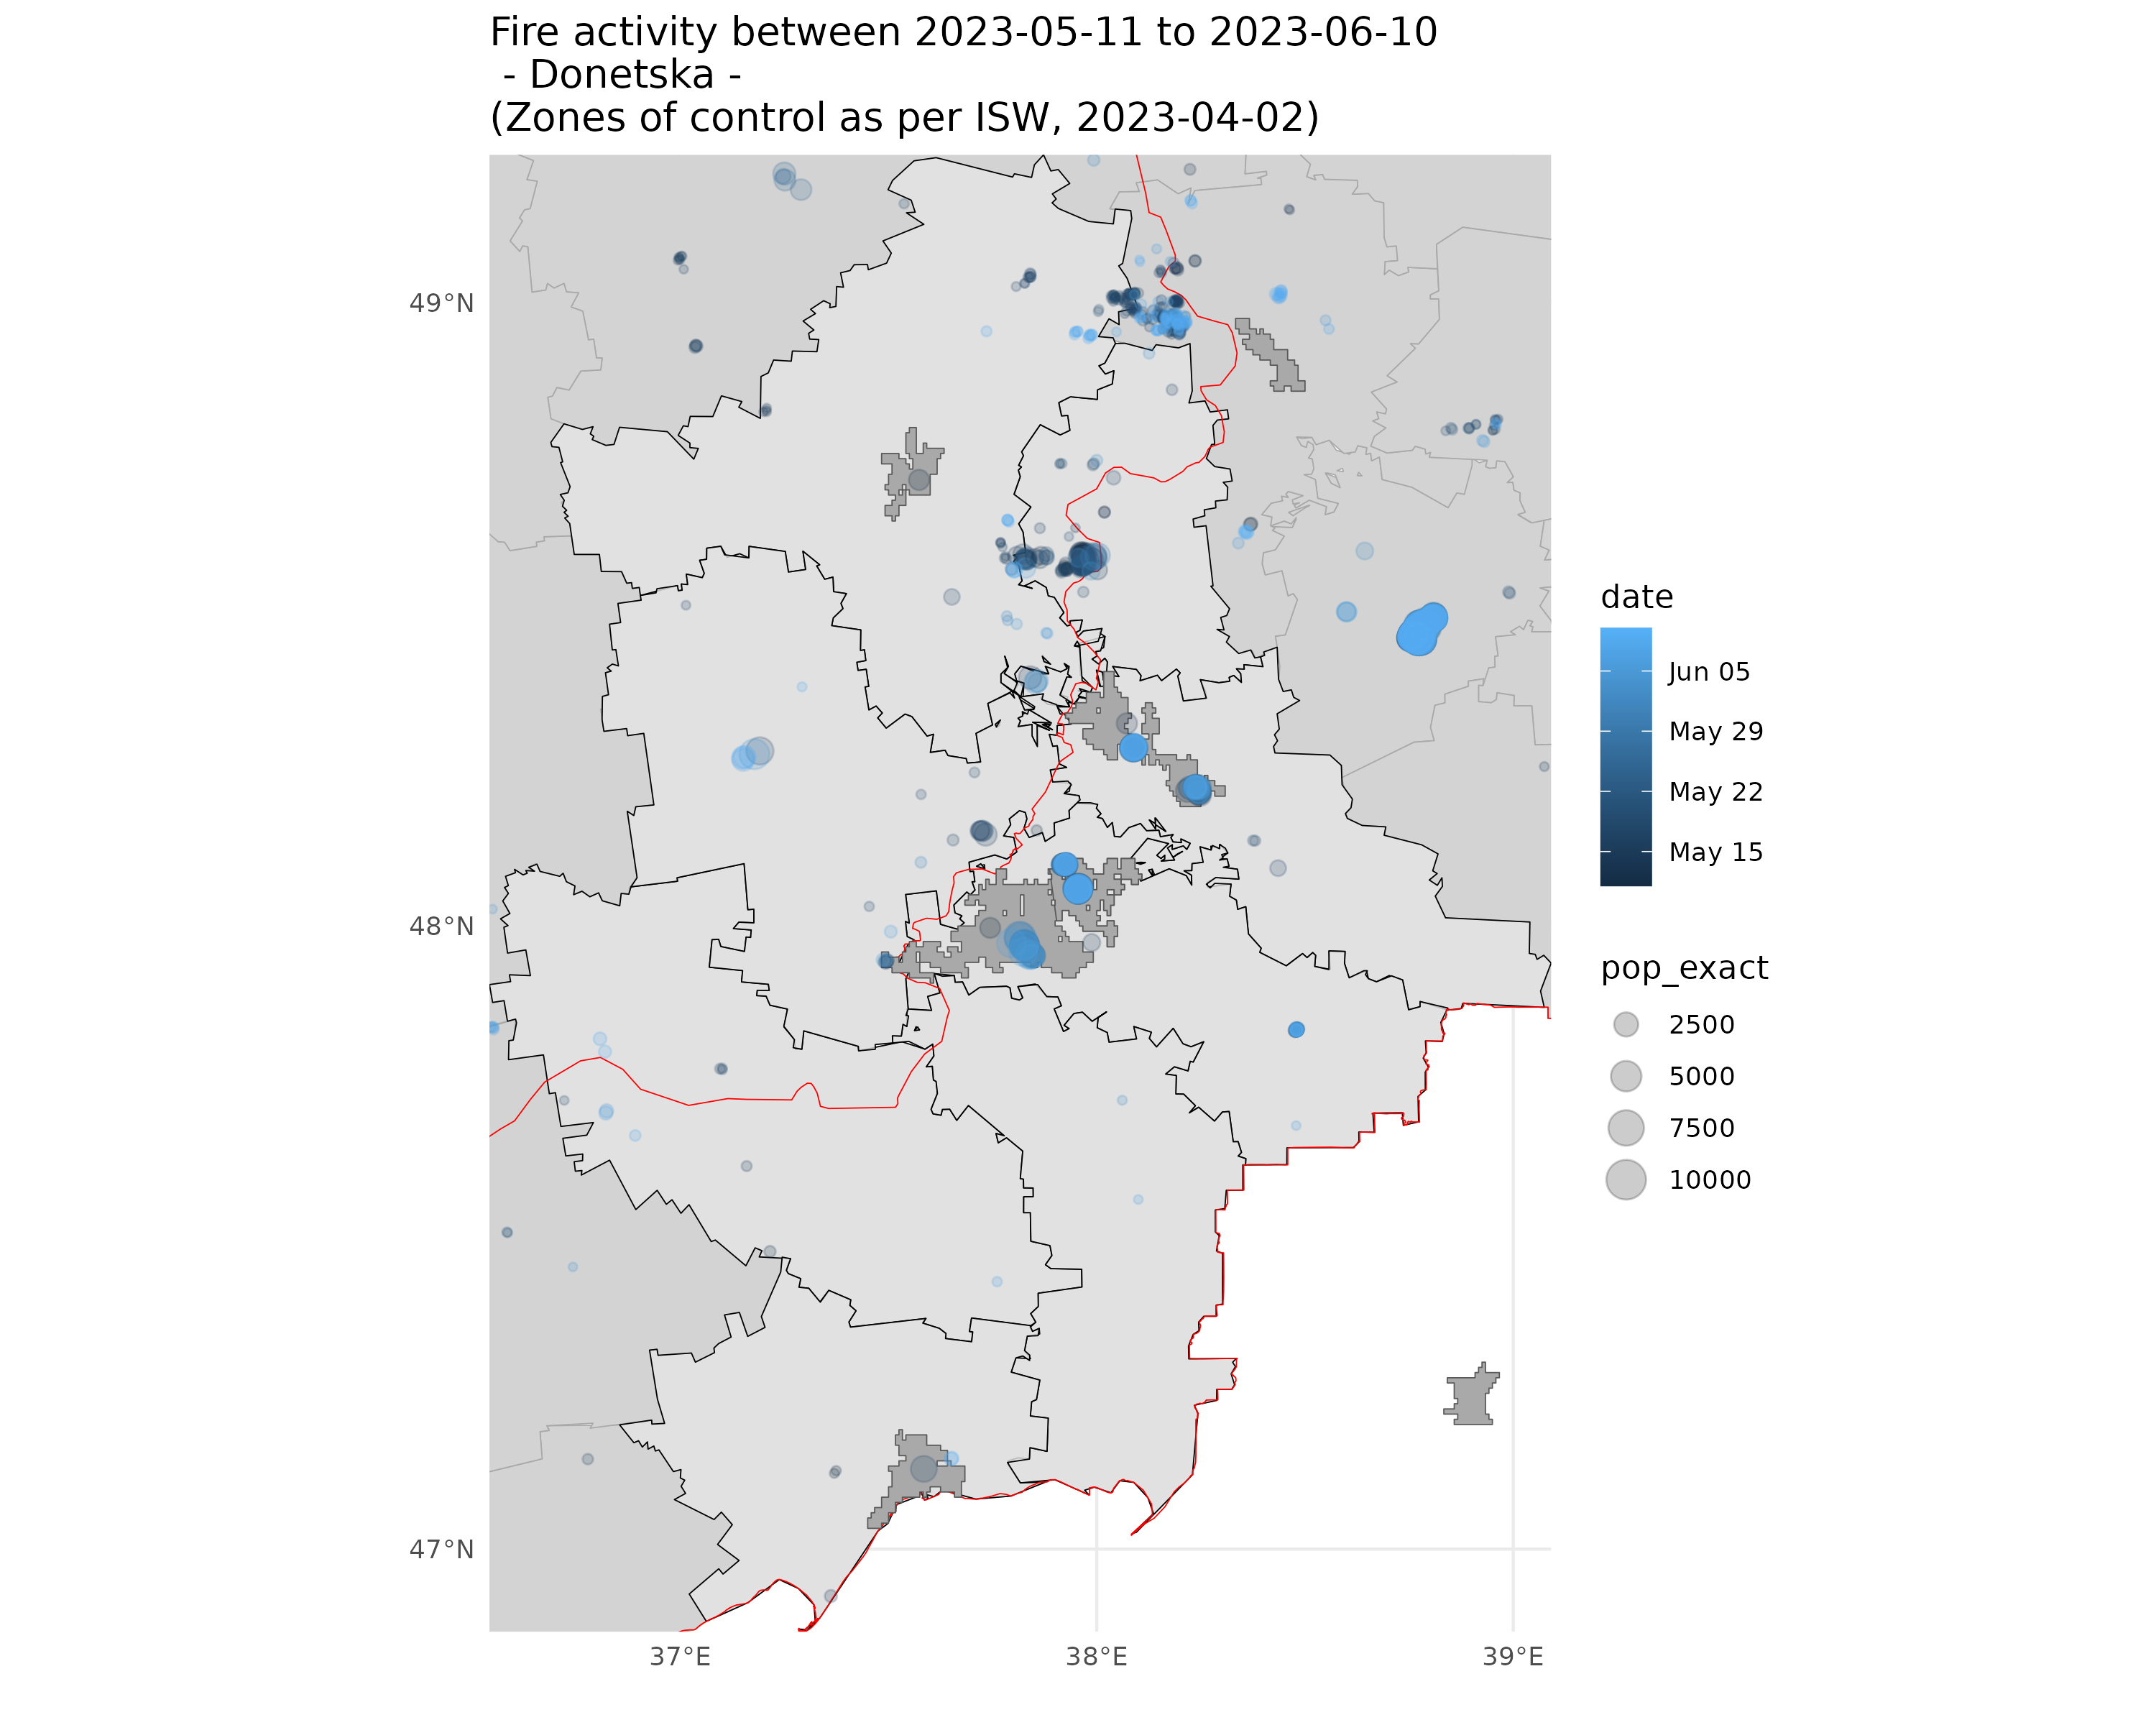 Fire activity between 2023-05-11 to 2023-06-10
- Donetska -
(Zones of control as per ISW, 2023-04-02)
49°N
48°N
47°N
37°E
38°E
39°E
date
Jun 05
May 29
May 22
May 15
pop_exact
2500
5000
7500
10000